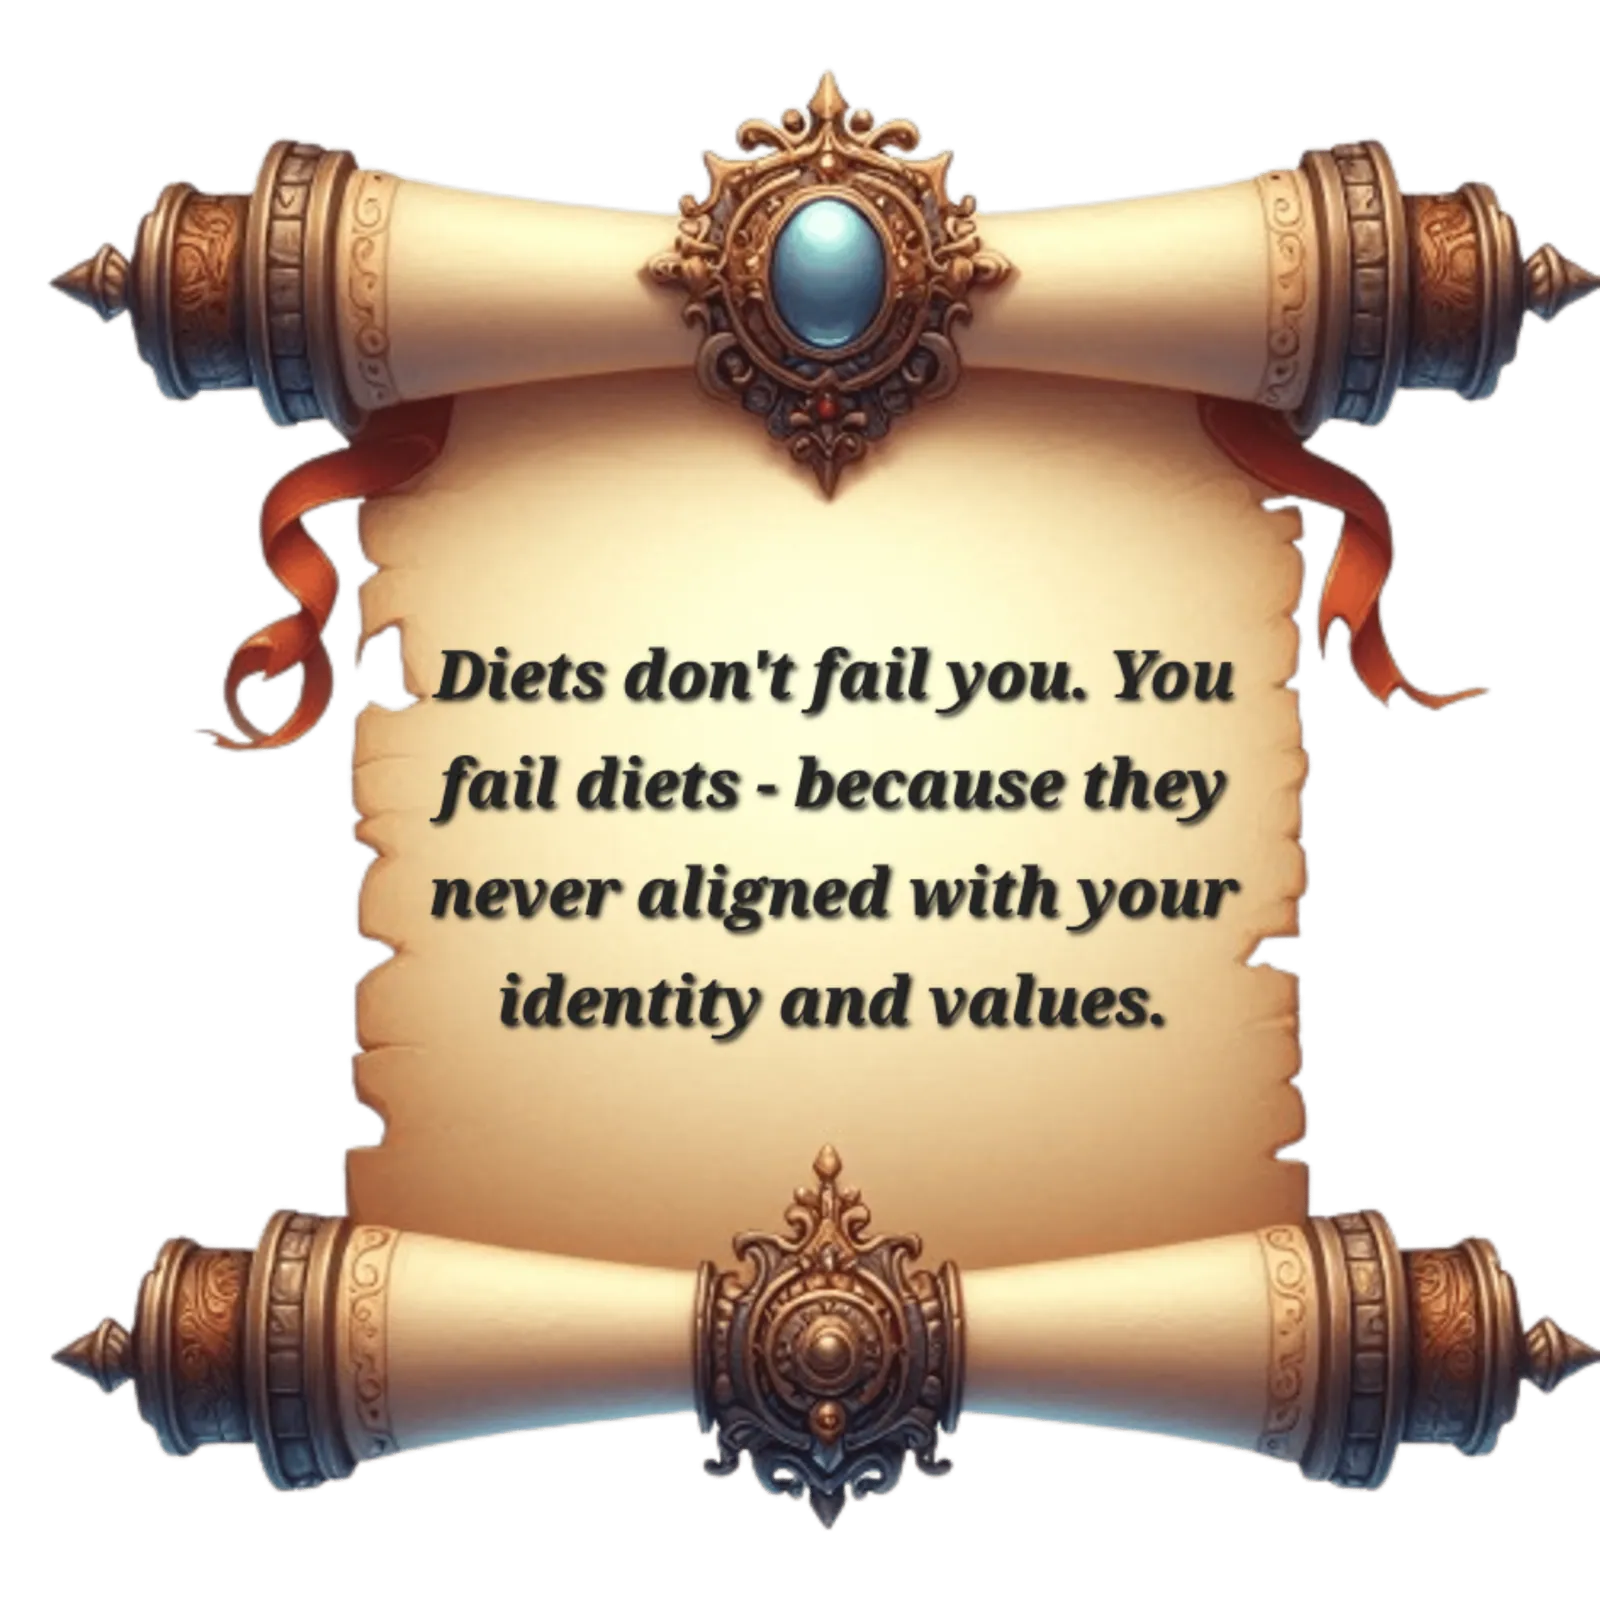 Diets don't fail you. You
fail diets - because they
never aligned with your
identity and values.